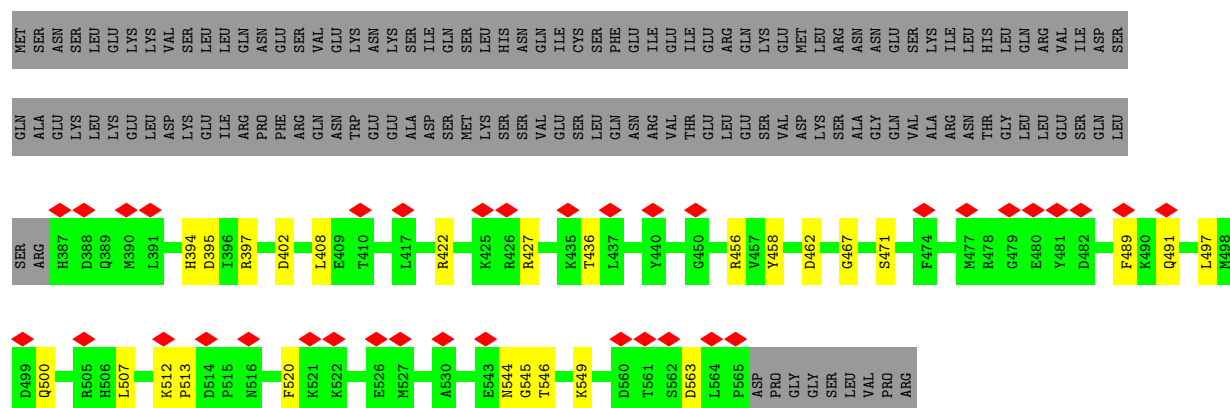 MET SER ASN SER LEU GLU LYS LYS VAL SER LEU LEU GLN ASN GLU SER VAL GLU LYS ASN LYS SER ILE GLN SER LEU HIS ASN GLN ILE CYS SER PHE GLU ILE GLU ILE GLU ARG GLN LYS GLU MET LEU ARG ASN ASN GLU SER LYS ILE LEU HIS LEU GLN ARG VAL ILE ASP SER
GLN ALA GLU LYS LEU LYS GLU LEU ASP LYS GLU ILE ARG PRO PHE ARG GLN ASN TRP GLU GLU ALA ASP SER MET LYS SER SER VAL GLU SER LEU GLN ASN ARG VAL THR GLU LEU GLU SER VAL ASP LYS SER ALA GLY GLN VAL ALA ARG ASN THR GLY LEU LEU GLU SER GLN LEU
SER ARG H387 D388 Q389 M390 L391 H394 D395 I396 R397 D402 L408 E409 T410 L417 R422 K425 R426 R427 K435 T436 L437 Y440 G450 R456 V457 Y458 D462 G467 S471 F474 M477 R478 G479 E480 Y481 D482 F489 K490 Q491 L497 M498
D499 Q500 R505 H506 L507 K512 P513 D514 P515 N516 F520 K521 K522 E526 M527 A530 E543 N544 G545 T546 K549 D560 T561 S562 D563 L564 P565 ASP PRO GLY GLY SER LEU VAL PRO ARG